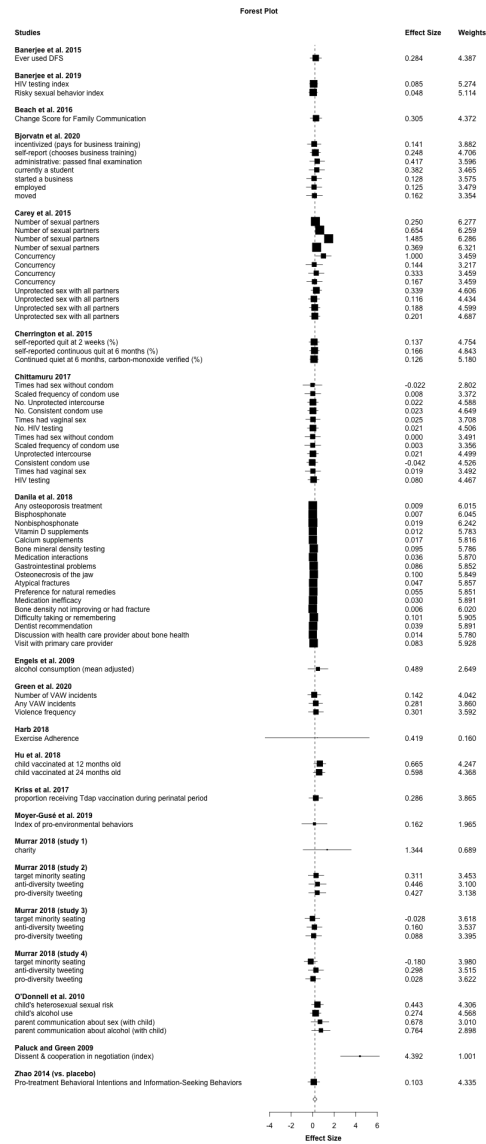 Forest Plot
Studies Effect Size Weights
Banerjee et al. 2015
Ever used DFS 0.284 4.387
Banerjee et al. 2019
HIV testing index 0.085 5.274
Risky sexual behavior index 0.048 5.114
Beach et al. 2016
Change Score for Family Communication 0.305 4.372
Bjorvatn et al. 2020
incentivized (pays for business training) 0.141 3.882
self-report (chooses business training) 0.248 4.706
administrative: passed final examination 0.417 3.596
currently a student 0.382 3.465
started a business 0.128 3.575
employed 0.125 3.479
moved 0.162 3.354
Carey et al. 2015
Number of sexual partners 0.250 6.277
Number of sexual partners 0.654 6.259
Number of sexual partners 1.485 6.286
Number of sexual partners 0.369 6.321
Concurrency 1.000 3.459
Concurrency 0.144 3.217
Concurrency 0.333 3.459
Concurrency 0.167 3.459
Unprotected sex with all partners 0.339 4.606
Unprotected sex with all partners 0.116 4.434
Unprotected sex with all partners 0.188 4.599
Unprotected sex with all partners 0.201 4.687
Cherrington et al. 2015
self-reported quit at 2 weeks (%) 0.137 4.754
self-reported continuous quit at 6 months (%) 0.166 4.843
Continued quiet at 6 months, carbon-monoxide verified (%) 0.126 5.180
Chittamuru 2017
Times had sex without condom -0.022 2.802
Scaled frequency of condom use 0.008 3.372
No. Unprotected intercourse 0.022 4.588
No. Consistent condom use 0.023 4.649
Times had vaginal sex 0.025 3.708
No. HIV testing 0.021 4.506
Times had sex without condom 0.000 3.491
Scaled frequency of condom use 0.003 3.356
Unprotected intercourse 0.021 4.499
Consistent condom use -0.042 4.526
Times had vaginal sex 0.019 3.492
HIV testing 0.080 4.467
Danila et al. 2018
Any osteoporosis treatment 0.009 6.015
Bisphosphonate 0.007 6.045
Nonbisphosphonate 0.019 6.242
Vitamin D supplements 0.012 5.783
Calcium supplements 0.017 5.816
Bone mineral density testing 0.095 5.786
Medication interactions 0.036 5.870
Gastrointestinal problems 0.086 5.852
Osteonecrosis of the jaw 0.100 5.849
Atypical fractures 0.047 5.857
Preference for natural remedies 0.055 5.851
Medication inefficacy 0.030 5.891
Bone density not improving or had fracture 0.006 6.020
Difficulty taking or remembering 0.101 5.905
Dentist recommendation 0.039 5.891
Discussion with health care provider about bone health 0.014 5.780
Visit with primary care provider 0.083 5.928
Engels et al. 2009
alcohol consumption (mean adjusted) 0.489 2.649
Green et al. 2020
Number of VAW incidents 0.142 4.042
Any VAW incidents 0.281 3.860
Violence frequency 0.301 3.592
Harb 2018
Exercise Adherence 0.419 0.160
Hu et al. 2018
child vaccinated at 12 months old 0.665 4.247
child vaccinated at 24 months old 0.598 4.368
Kriss et al. 2017
proportion receiving Tdap vaccination during perinatal period 0.286 3.865
Moyer-Gusé et al. 2019
Index of pro-environmental behaviors 0.162 1.965
Murrar 2018 (study 1)
charity 1.344 0.689
Murrar 2018 (study 2)
target minority seating 0.311 3.453
anti-diversity tweeting 0.446 3.100
pro-diversity tweeting 0.427 3.138
Murrar 2018 (study 3)
target minority seating -0.028 3.618
anti-diversity tweeting 0.160 3.537
pro-diversity tweeting 0.088 3.395
Murrar 2018 (study 4)
target minority seating -0.180 3.980
anti-diversity tweeting 0.298 3.515
pro-diversity tweeting 0.028 3.622
O'Donnell et al. 2010
child's heterosexual sexual risk 0.443 4.306
child's alcohol use 0.274 4.568
parent communication about sex (with child) 0.678 3.010
parent communication about alcohol (with child) 0.764 2.898
Paluck and Green 2009
Dissent & cooperation in negotiation (index) 4.392 1.001
Zhao 2014 (vs. placebo)
Pro-treatment Behavioral Intentions and Information-Seeking Behaviors 0.103 4.335
-4 -2 0 2 4 6
Effect Size